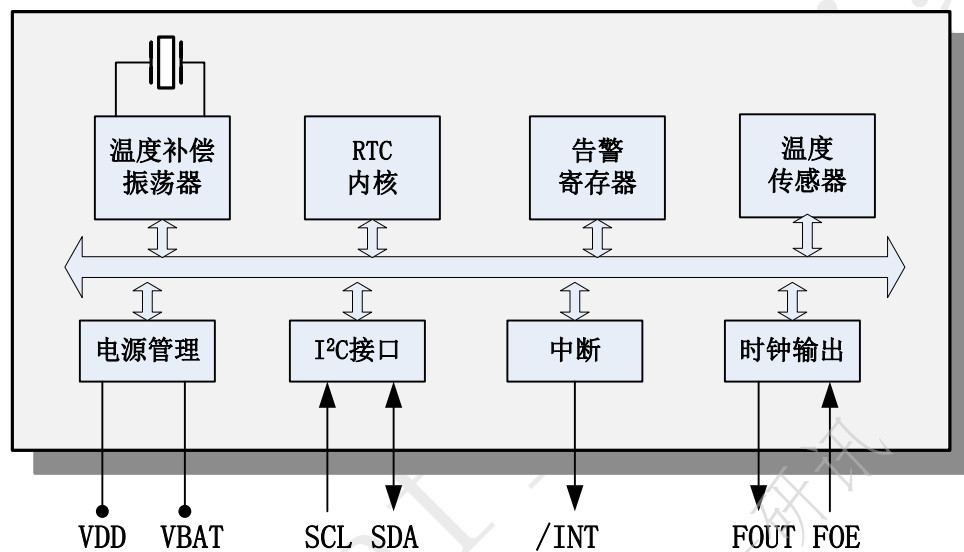 温度补偿
振荡器
RTC
内核
告警
寄存器
温度
传感器
电源管理
I²C接口
中断
时钟输出
VDD VBAT SCL SDA /INT FOUT FOE
研讯